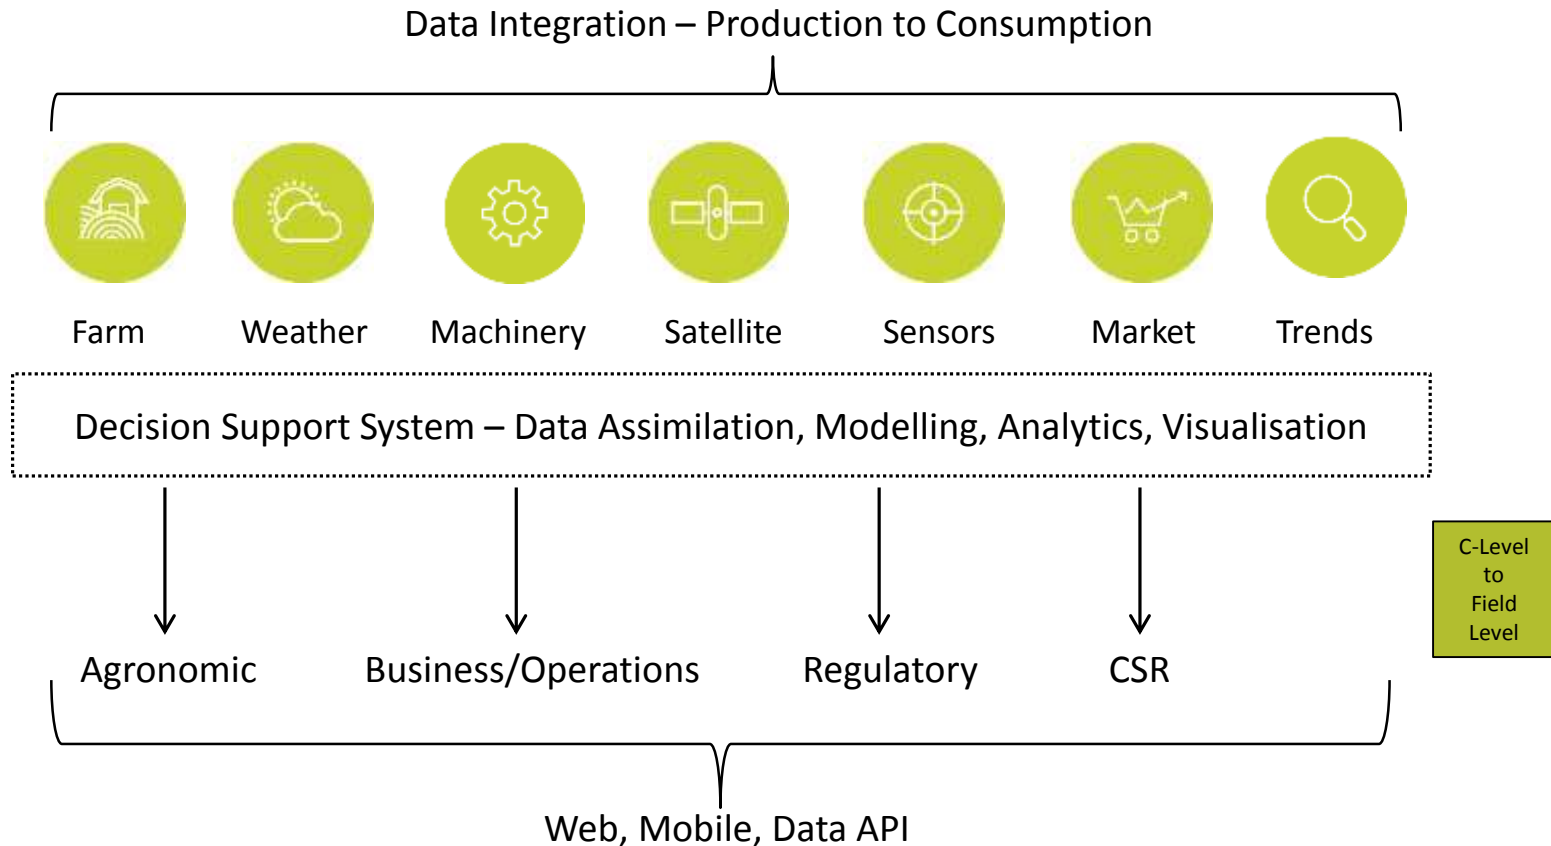 Data Integration – Production to Consumption
Farm
Weather
Machinery
Satellite
Sensors
Market
Trends
Decision Support System – Data Assimilation, Modelling, Analytics, Visualisation
C-Level
to
Field
Level
Agronomic
Business/Operations
Regulatory
CSR
Web, Mobile, Data API